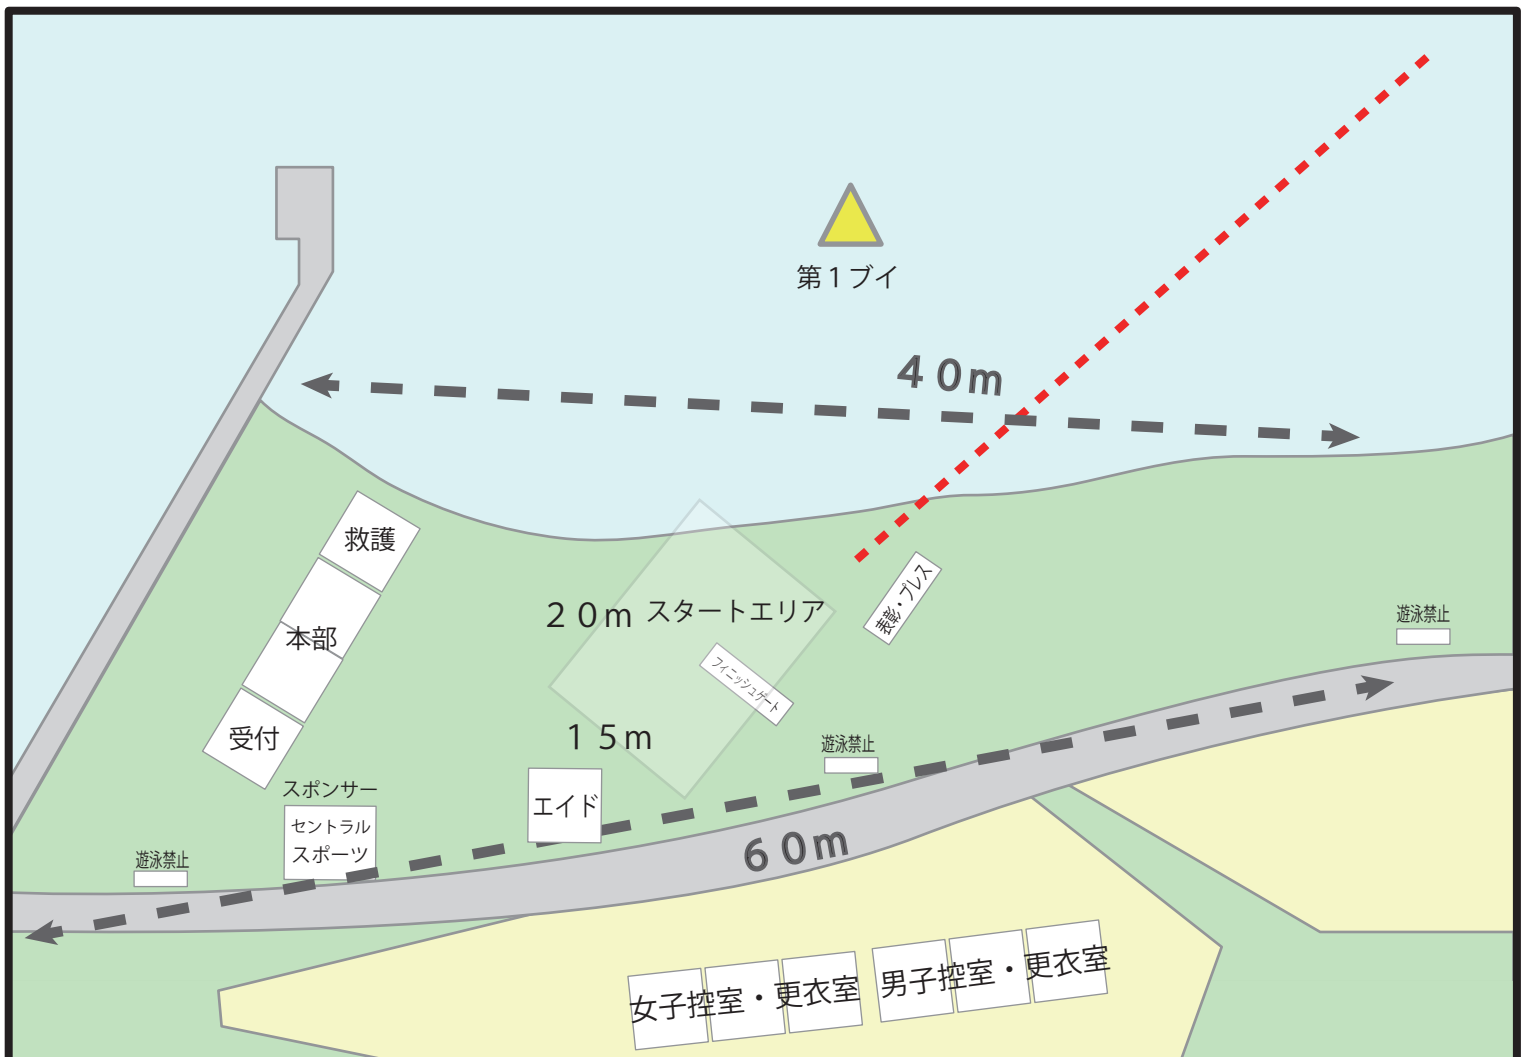 第１ブイ
４０ｍ
救護
表彰・プレス
２０ｍ
スタートエリア
遊泳禁止
本部
フィニッシュゲート
受付
１５ｍ
遊泳禁止
スポンサー
セントラル
スポーツ
エイド
６０ｍ
遊泳禁止
女子控室・更衣室
男子控室・更衣室